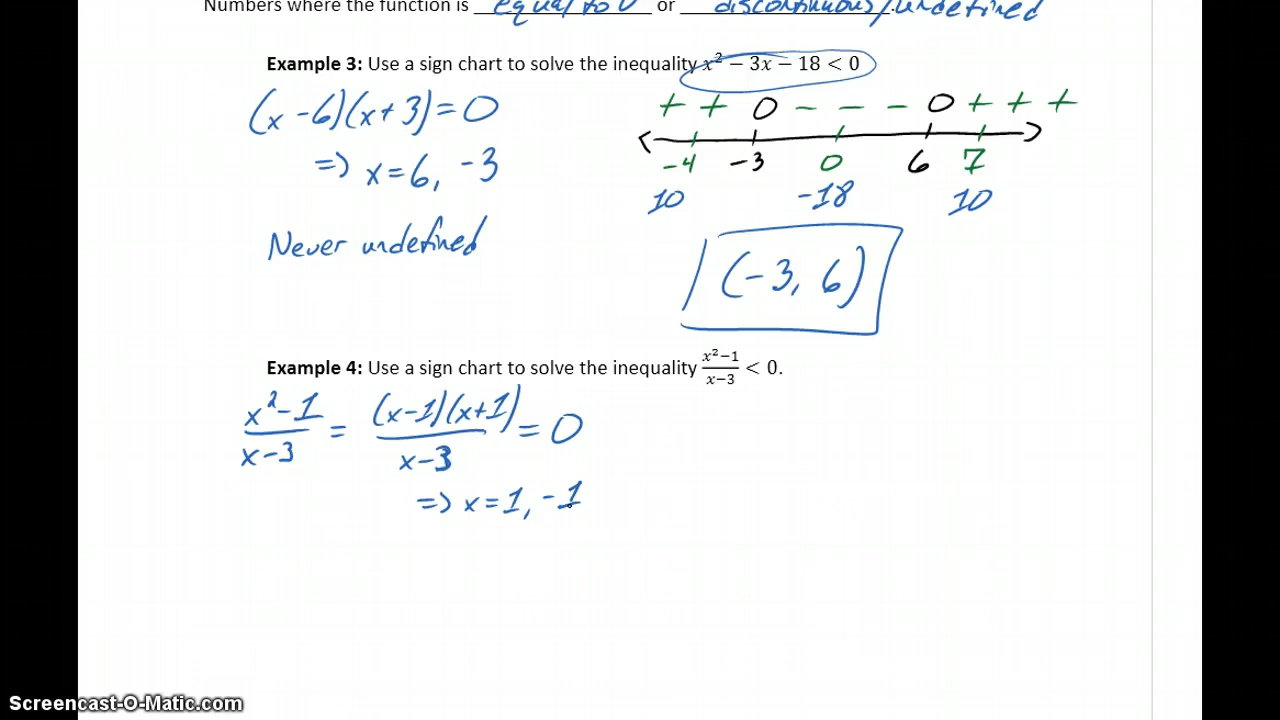 Numbers where the function is equal to 0 or discontinuous/undefined
Example 3: Use a sign chart to solve the inequality x² − 3x − 18 < 0
(x - 6)(x + 3) = 0
+ + 0 - - - 0 + + +
⇒ x = 6, -3
-4 -3 0 6 7
10 -18 10
Never undefined
(-3, 6)
Example 4: Use a sign chart to solve the inequality x²−1/x−3 < 0.
x²-1/x-3 = (x-1)(x+1)/x-3 = 0
⇒ x = 1, -1
Screencast-O-Matic.com